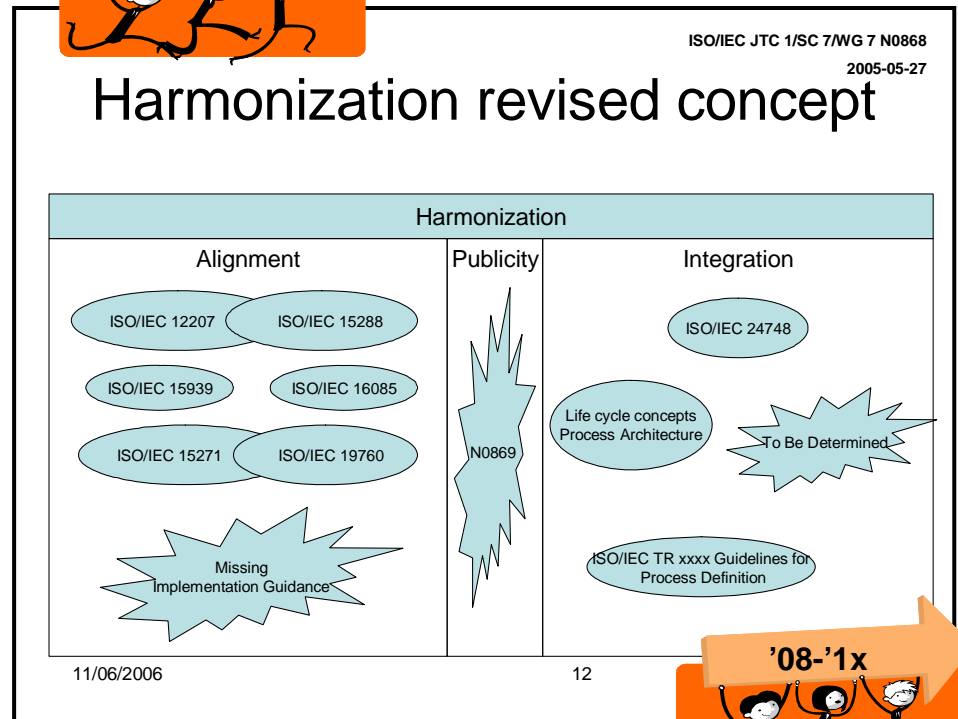 ISO/IEC JTC 1/SC 7/WG 7 N0868
2005-05-27
Harmonization revised concept
Harmonization
Alignment
ISO/IEC 12207
ISO/IEC 15288
ISO/IEC 15939
ISO/IEC 16085
ISO/IEC 15271
ISO/IEC 19760
Missing
Implementation Guidance
Publicity
N0869
Integration
ISO/IEC 24748
Life cycle concepts
Process Architecture
To Be Determined
ISO/IEC TR xxxx Guidelines for
Process Definition
11/06/2006
12
’08-’1x